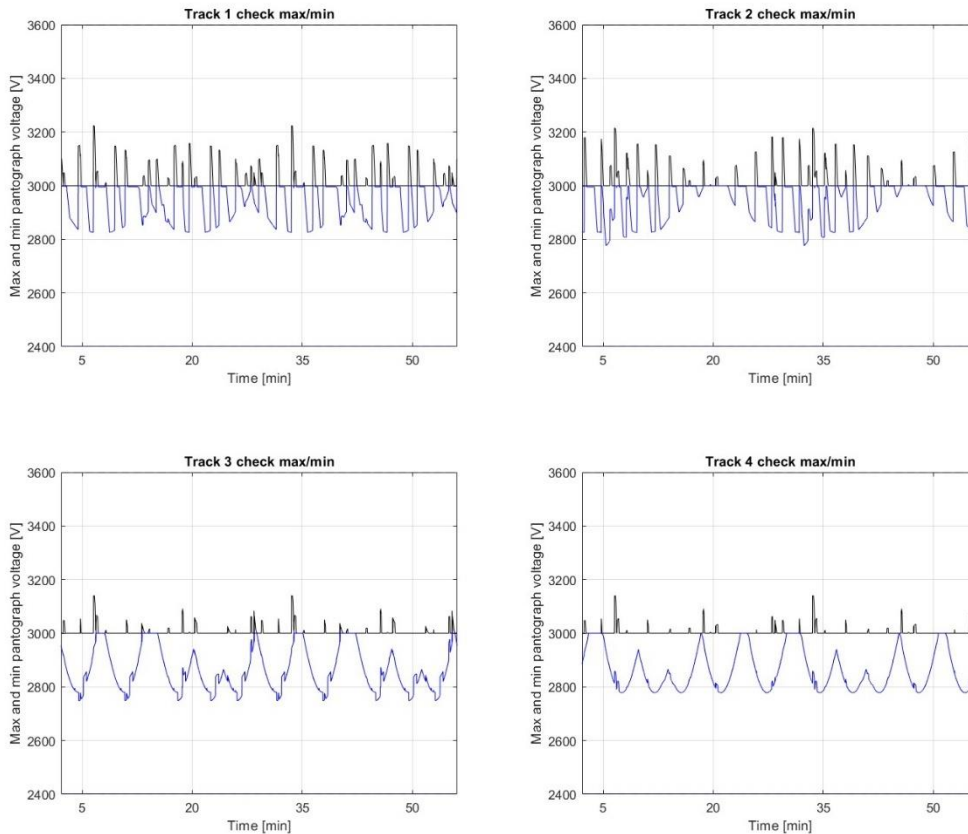 Track 1 check max/min
3600
3400
3200
3000
2800
2600
2400
Max and min pantograph voltage [V]
5 20 35 50
Time [min]
Track 2 check max/min
3600
3400
3200
3000
2800
2600
2400
Max and min pantograph voltage [V]
5 20 35 50
Time [min]
Track 3 check max/min
3600
3400
3200
3000
2800
2600
2400
Max and min pantograph voltage [V]
5 20 35 50
Time [min]
Track 4 check max/min
3600
3400
3200
3000
2800
2600
2400
Max and min pantograph voltage [V]
5 20 35 50
Time [min]